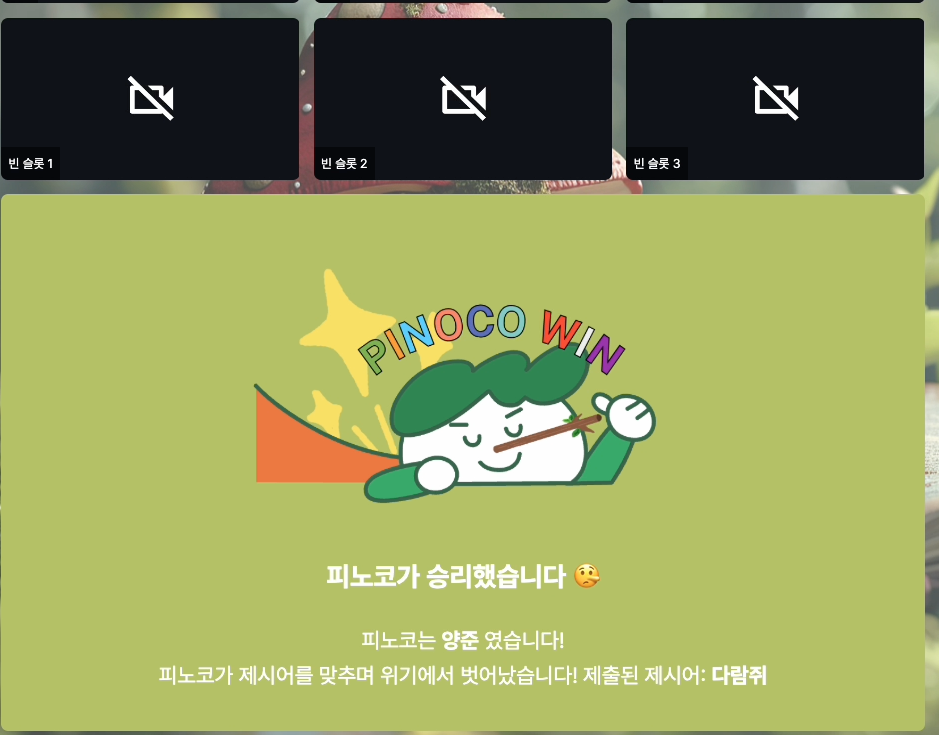 빈 슬롯 1
빈 슬롯 2
빈 슬롯 3
PINOCO WIN
피노코가 승리했습니다 🤥
피노코는 양준 였습니다!
피노코가 제시어를 맞추며 위기에서 벗어났습니다! 제출된 제시어: 다람쥐